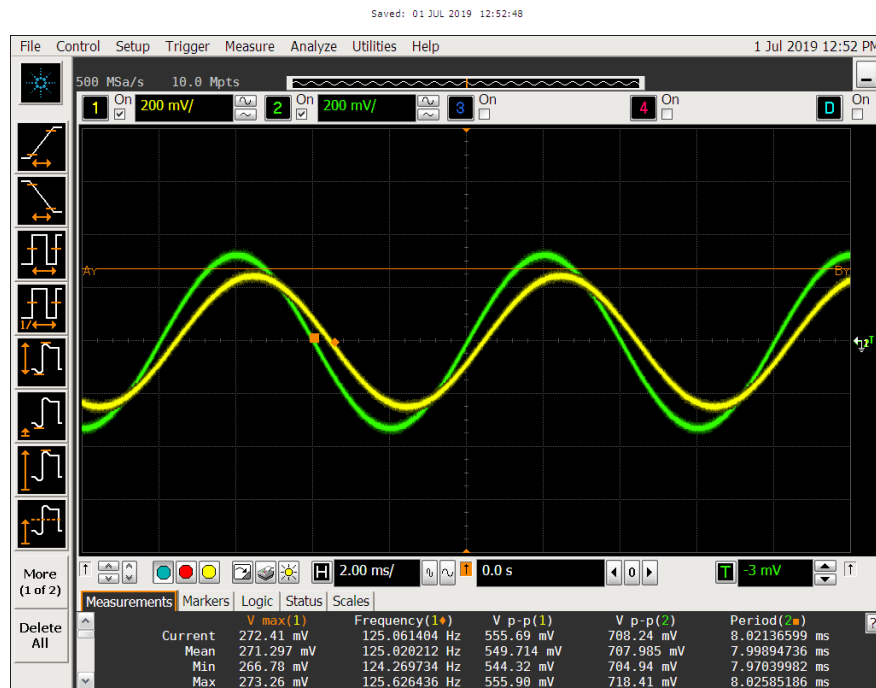 Saved: 01 JUL 2019 12:52:48
File Control Setup Trigger Measure Analyze Utilities Help 1 Jul 2019 12:52 PM
500 MSa/s 10.0 Mpts
1 On 200 mV/ 2 On 200 mV/ 3 On 4 On D On
Ay By
T
More
(1 of 2)
Delete
All
H 2.00 ms/ 0.0 s 0 T -3 mV
Measurements Markers Logic Status Scales
V max(1) Frequency(1♦) V p-p(1) V p-p(2) Period(2■) ?
Current 272.41 mV 125.061404 Hz 555.69 mV 708.24 mV 8.02136599 ms
Mean 271.297 mV 125.020212 Hz 549.714 mV 707.985 mV 7.99894736 ms
Min 266.78 mV 124.269734 Hz 544.32 mV 704.94 mV 7.97039982 ms
Max 273.26 mV 125.626436 Hz 555.90 mV 718.41 mV 8.02585186 ms